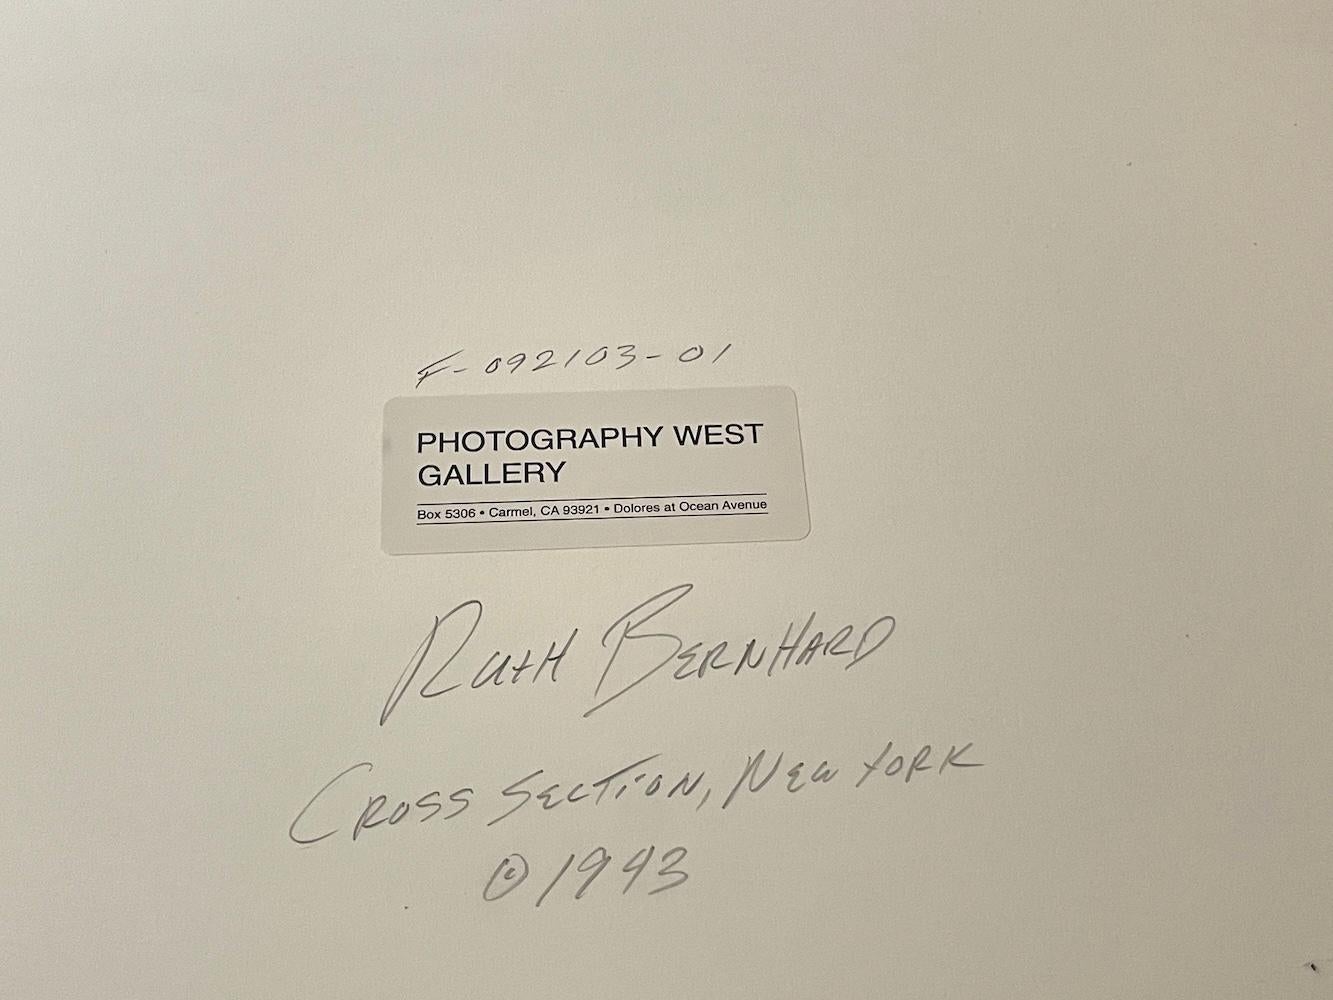 F-092103-01
PHOTOGRAPHY WEST
GALLERY
Box 5306 • Carmel, CA 93921 • Dolores at Ocean Avenue
RUTH BERNHARD
CROSS SECTION, NEW YORK
© 1943